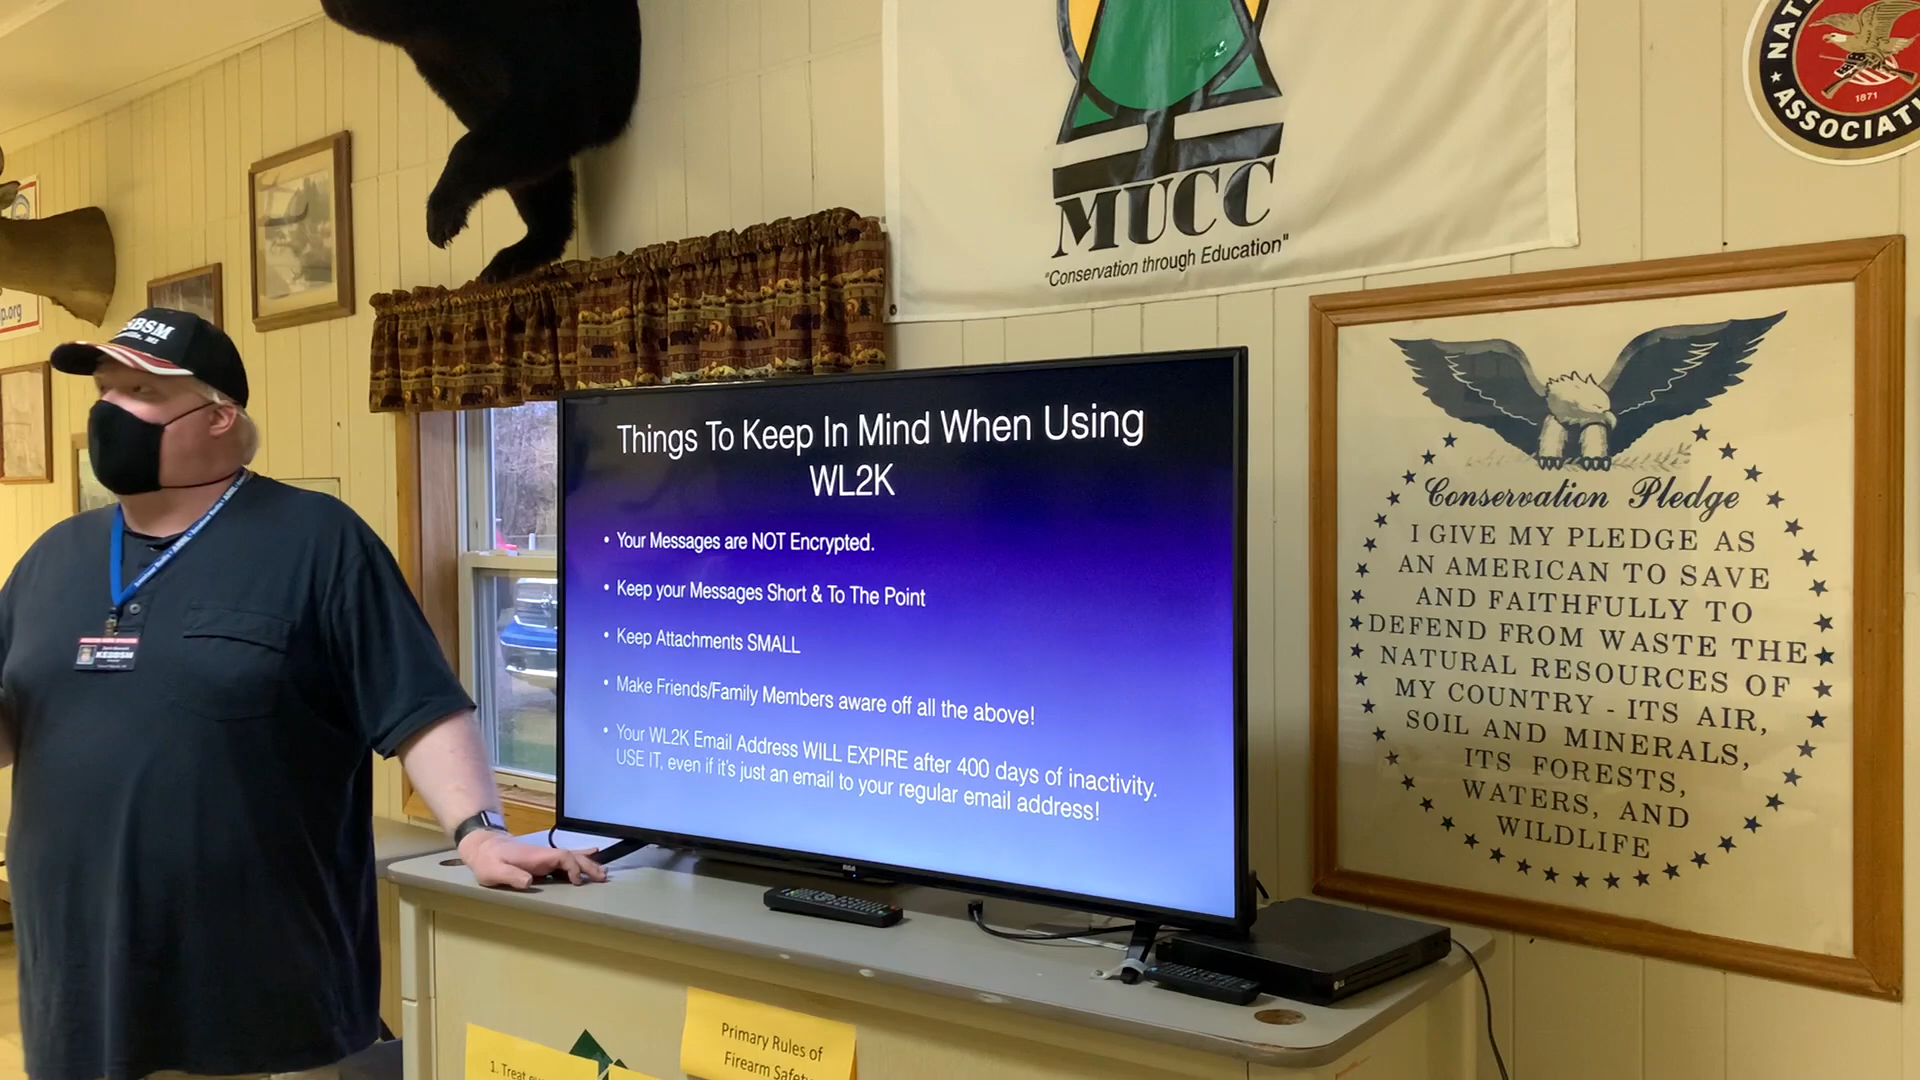 MUCC
"Conservation through Education"
ASSOCIATI
1871
p.org
Things To Keep In Mind When Using
WL2K
• Your Messages are NOT Encrypted.
• Keep your Messages Short & To The Point
• Keep Attachments SMALL
• Make Friends/Family Members aware off all the above!
• Your WL2K Email Address WILL EXPIRE after 400 days of inactivity.
USE IT, even if it's just an email to your regular email address!
RCA
Conservation Pledge
I GIVE MY PLEDGE AS
AN AMERICAN TO SAVE
AND FAITHFULLY TO
DEFEND FROM WASTE THE
NATURAL RESOURCES OF
MY COUNTRY - ITS AIR,
SOIL AND MINERALS,
ITS FORESTS,
WATERS, AND
WILDLIFE
Primary Rules of
Firearm Safety
1. Treat